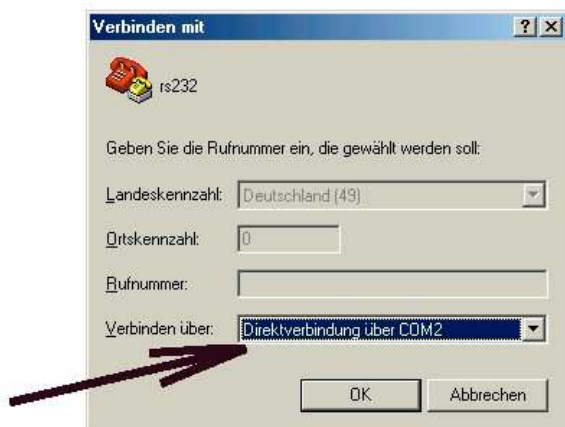 Verbinden mit
rs232
Geben Sie die Rufnummer ein, die gewählt werden soll:
Landeskennzahl: Deutschland (49)
Ortskennzahl: 0
Rufnummer:
Verbinden über: Direktverbindung über COM2
OK Abbrechen